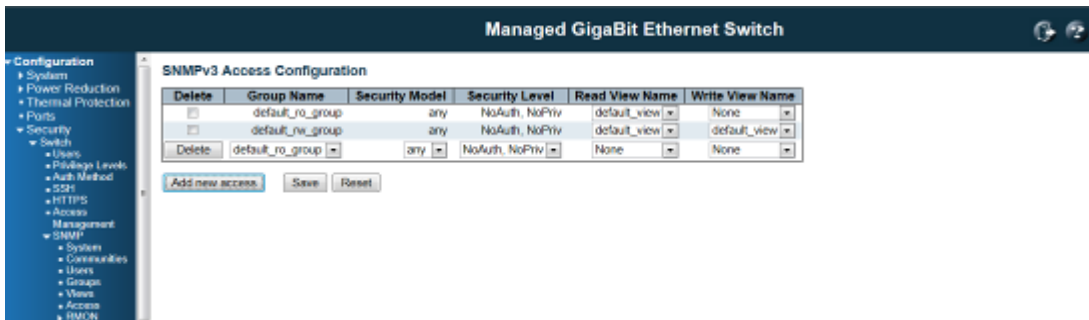 Managed GigaBit Ethernet Switch
Configuration
System
Power Reduction
Thermal Protection
Ports
Security
Switch
Users
Privilege Levels
Auth Method
SSH
HTTPS
Access
Management
SNMP
System
Communities
Users
Groups
Views
Access
RMON
SNMPv3 Access Configuration
Delete Group Name Security Model Security Level Read View Name Write View Name
default_ro_group any NoAuth, NoPriv default_view None
default_rw_group any NoAuth, NoPriv default_view default_view
Delete default_ro_group any NoAuth, NoPriv None None
Add new access Save Reset